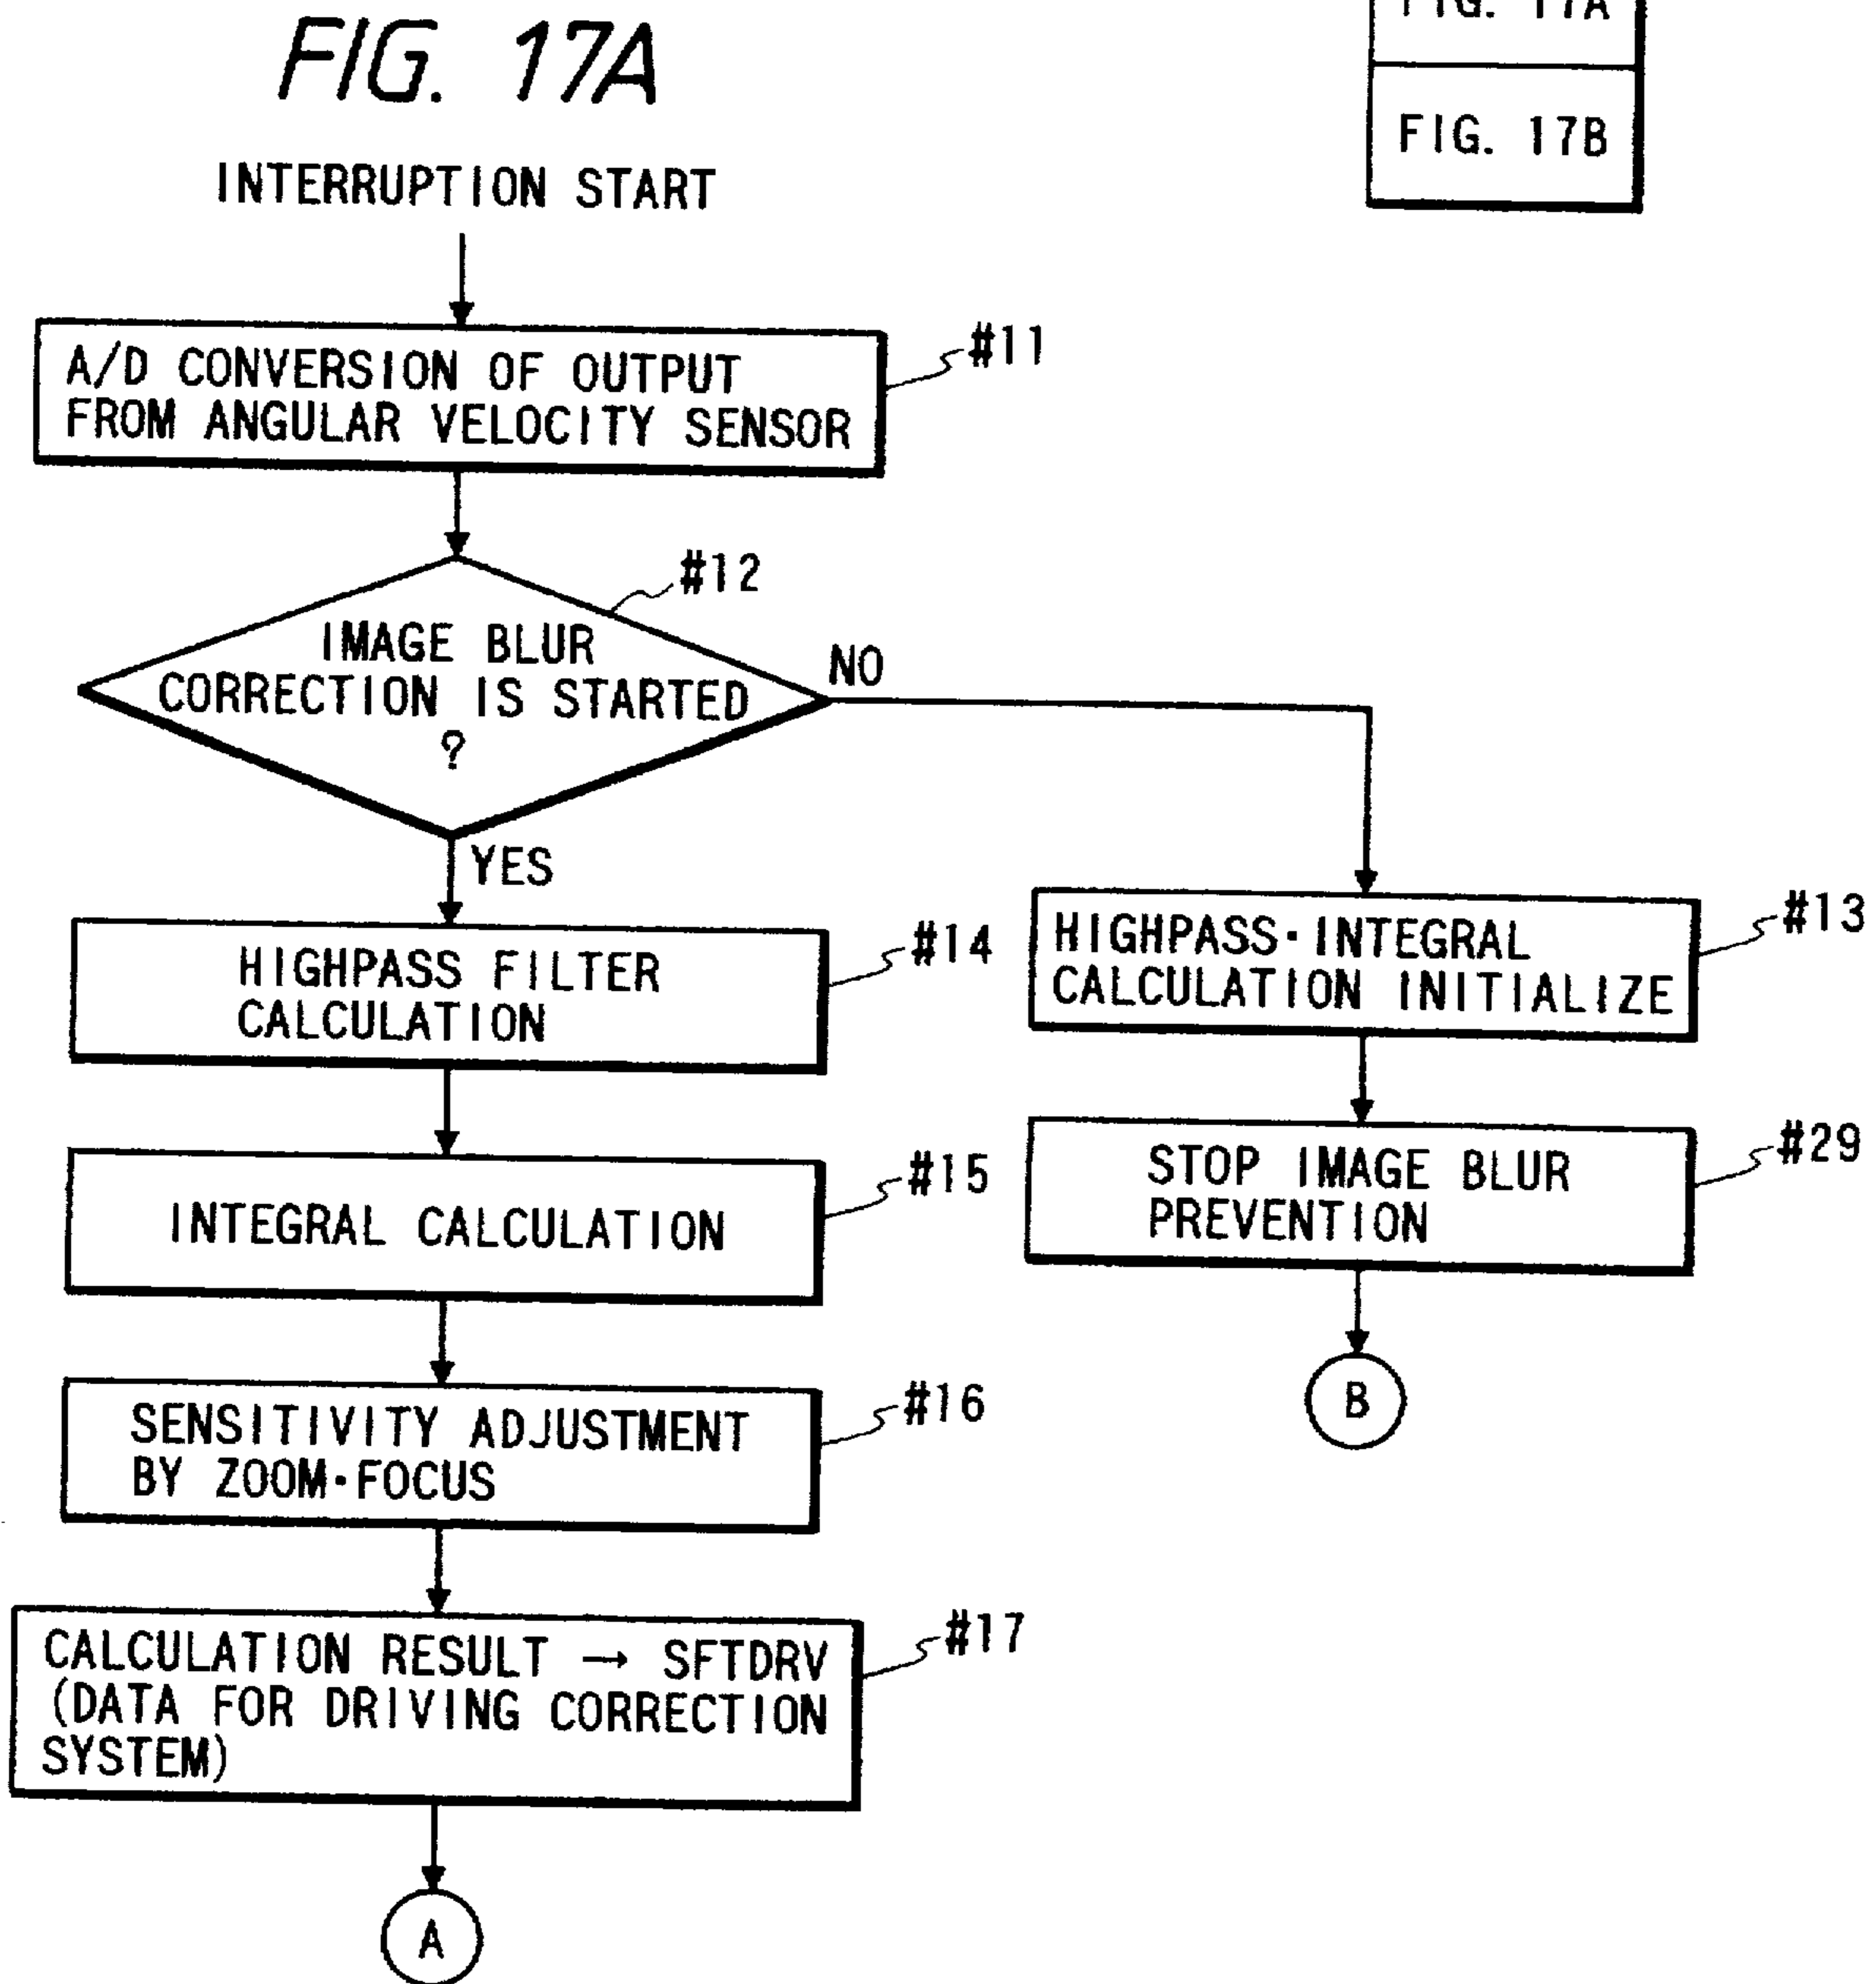 FIG. 17A
FIG. 17A
FIG. 17B
INTERRUPTION START
A/D CONVERSION OF OUTPUT
FROM ANGULAR VELOCITY SENSOR
#11
#12
IMAGE BLUR
CORRECTION IS STARTED
?
NO
YES
HIGHPASS FILTER
CALCULATION
#14
HIGHPASS·INTEGRAL
CALCULATION INITIALIZE
#13
INTEGRAL CALCULATION
#15
STOP IMAGE BLUR
PREVENTION
#29
SENSITIVITY ADJUSTMENT
BY ZOOM·FOCUS
#16
B
CALCULATION RESULT → SFTDRV
(DATA FOR DRIVING CORRECTION
SYSTEM)
#17
A